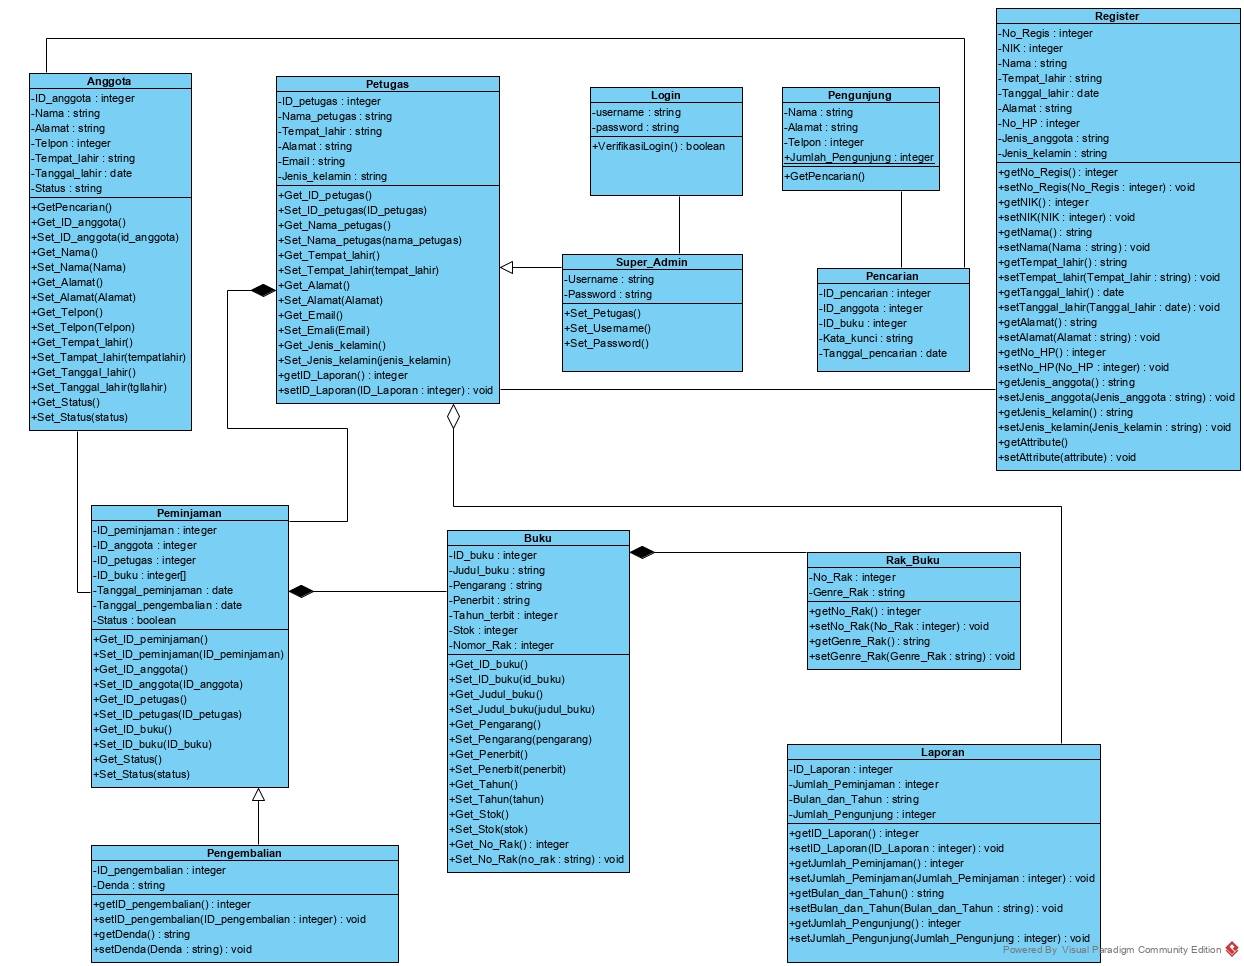 Anggota
-ID_anggota : integer
-Nama : string
-Alamat : string
-Telpon : integer
-Tempat_lahir : string
-Tanggal_lahir : date
-Status : string
+GetPencarian()
+Get_ID_anggota()
+Set_ID_anggota(id_anggota)
+Get_Nama()
+Set_Nama(Nama)
+Get_Alamat()
+Set_Alamat(Alamat)
+Get_Telpon()
+Set_Telpon(Telpon)
+Get_Tempat_lahir()
+Set_Tampat_lahir(tempatlahir)
+Get_Tanggal_lahir()
+Set_Tanggal_lahir(tgllahir)
+Get_Status()
+Set_Status(status)
Petugas
-ID_petugas : integer
-Nama_petugas : string
-Tempat_lahir : string
-Alamat : string
-Email : string
-Jenis_kelamin : string
+Get_ID_petugas()
+Set_ID_petugas(ID_petugas)
+Get_Nama_petugas()
+Set_Nama_petugas(nama_petugas)
+Get_Tempat_lahir()
+Set_Tempat_lahir(tempat_lahir)
+Get_Alamat()
+Set_Alamat(Alamat)
+Get_Email()
+Set_Emali(Email)
+Get_Jenis_kelamin()
+Set_Jenis_kelamin(jenis_kelamin)
+getID_Laporan() : integer
+setID_Laporan(ID_Laporan : integer) : void
Login
-username : string
-password : string
+VerifikasiLogin() : boolean
Pengunjung
-Nama : string
-Alamat : string
-Telpon : integer
+Jumlah_Pengunjung : integer
+GetPencarian()
Register
-No_Regis : integer
-NIK : integer
-Nama : string
-Tempat_lahir : string
-Tanggal_lahir : date
-Alamat : string
-No_HP : integer
-Jenis_anggota : string
-Jenis_kelamin : string
+getNo_Regis() : integer
+setNo_Regis(No_Regis : integer) : void
+getNIK() : integer
+setNIK(NIK : integer) : void
+getNama() : string
+setNama(Nama : string) : void
+getTempat_lahir() : string
+setTempat_lahir(Tempat_lahir : string) : void
+getTanggal_lahir() : date
+setTanggal_lahir(Tanggal_lahir : date) : void
+getAlamat() : string
+setAlamat(Alamat : string) : void
+getNo_HP() : integer
+setNo_HP(No_HP : integer) : void
+getJenis_anggota() : string
+setJenis_anggota(Jenis_anggota : string) : void
+getJenis_kelamin() : string
+setJenis_kelamin(Jenis_kelamin : string) : void
+getAttribute()
+setAttribute(attribute) : void
Super_Admin
-Username : string
-Password : string
+Set_Petugas()
+Set_Username()
+Set_Password()
Pencarian
-ID_pencarian : integer
-ID_anggota : integer
-ID_buku : integer
-Kata_kunci : string
-Tanggal_pencarian : date
Peminjaman
-ID_peminjaman : integer
-ID_anggota : integer
-ID_petugas : integer
-ID_buku : integer[]
-Tanggal_peminjaman : date
-Tanggal_pengembalian : date
-Status : boolean
+Get_ID_peminjaman()
+Set_ID_peminjaman(ID_peminjaman)
+Get_ID_anggota()
+Set_ID_anggota(ID_anggota)
+Get_ID_petugas()
+Set_ID_petugas(ID_petugas)
+Get_ID_buku()
+Set_ID_buku(ID_buku)
+Get_Status()
+Set_Status(status)
Buku
-ID_buku : integer
-Judul_buku : string
-Pengarang : string
-Penerbit : string
-Tahun_terbit : integer
-Stok : integer
-Nomor_Rak : integer
+Get_ID_buku()
+Set_ID_buku(id_buku)
+Get_Judul_buku()
+Set_Judul_buku(judul_buku)
+Get_Pengarang()
+Set_Pengarang(pengarang)
+Get_Penerbit()
+Set_Penerbit(penerbit)
+Get_Tahun()
+Set_Tahun(tahun)
+Get_Stok()
+Set_Stok(stok)
+Get_No_Rak() : integer
+Set_No_Rak(no_rak : string) : void
Rak_Buku
-No_Rak : integer
-Genre_Rak : string
+getNo_Rak() : integer
+setNo_Rak(No_Rak : integer) : void
+getGenre_Rak() : string
+setGenre_Rak(Genre_Rak : string) : void
Laporan
-ID_Laporan : integer
-Jumlah_Peminjaman : integer
-Bulan_dan_Tahun : string
-Jumlah_Pengunjung : integer
+getID_Laporan() : integer
+setID_Laporan(ID_Laporan : integer) : void
+getJumlah_Peminjaman() : integer
+setJumlah_Peminjaman(Jumlah_Peminjaman : integer) : void
+getBulan_dan_Tahun() : string
+setBulan_dan_Tahun(Bulan_dan_Tahun : string) : void
+getJumlah_Pengunjung() : integer
+setJumlah_Pengunjung(Jumlah_Pengunjung : integer) : void
Pengembalian
-ID_pengembalian : integer
-Denda : string
+getID_pengembalian() : integer
+setID_pengembalian(ID_pengembalian : integer) : void
+getDenda() : string
+setDenda(Denda : string) : void
Powered By Visual Paradigm Community Edition